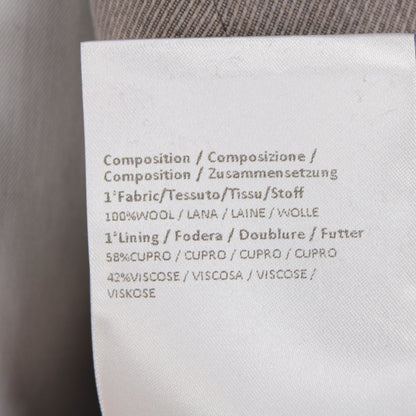 Composition / Composizione /
Composition / Zusammensetzung
1°Fabric/Tessuto/Tissu/Stoff
100%WOOL / LANA / LAINE / WOLLE
1°Lining / Fodera / Doublure / Futter
58%CUPRO / CUPRO / CUPRO / CUPRO
42%VISCOSE / VISCOSA / VISCOSE /
VISKOSE